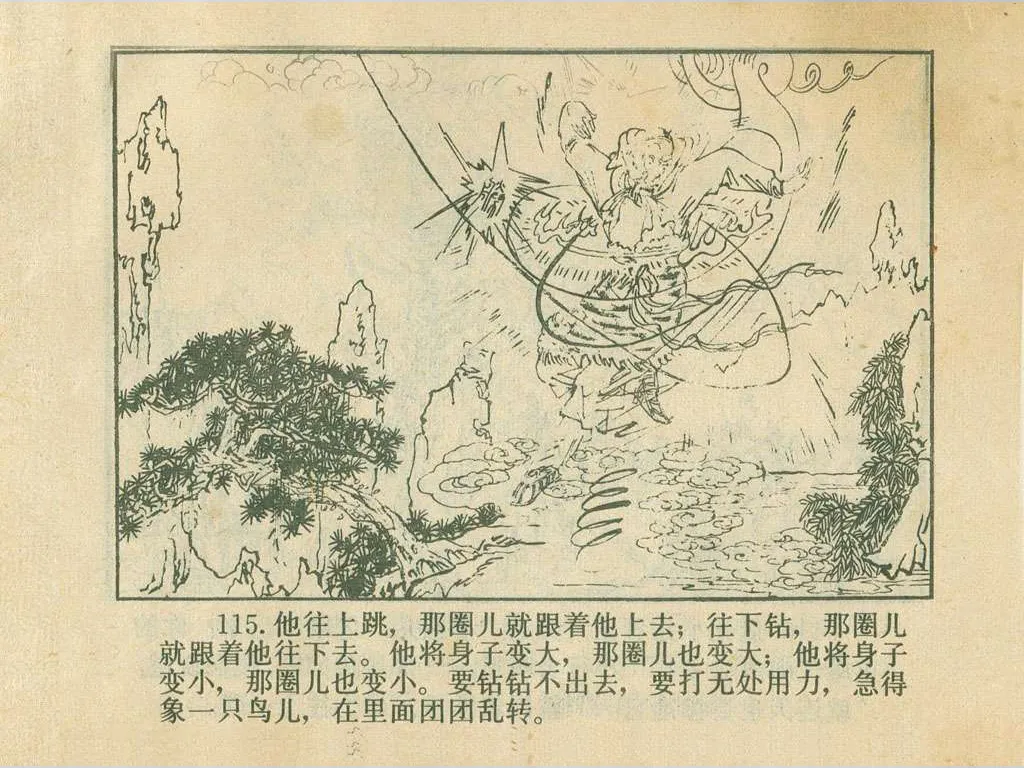 115. 他往上跳，那圈儿就跟着他上去；往下钻，那圈儿
就跟着他往下去。他将身子变大，那圈儿也变大；他将身子
变小，那圈儿也变小。要钻钻不出去，要打无处用力，急得
象一只鸟儿，在里面团团乱转。